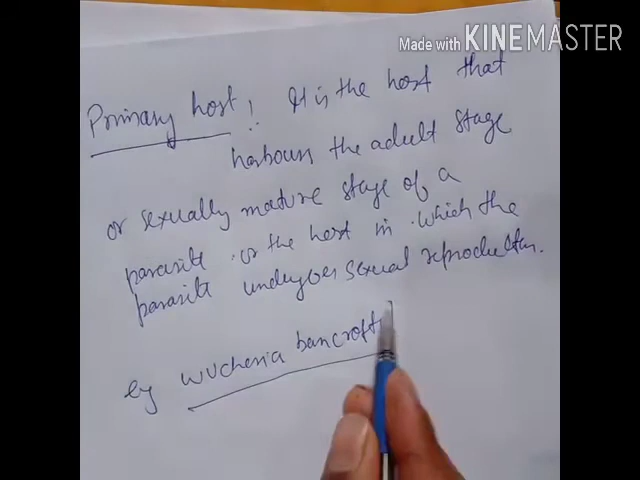 Made with KINEMASTER
Primary host : It is the host that
harbours the adult stage
or sexually mature stage of a
parasite or the host in which the
parasite undergoes sexual reproduction.
eg wucheria bancrofti